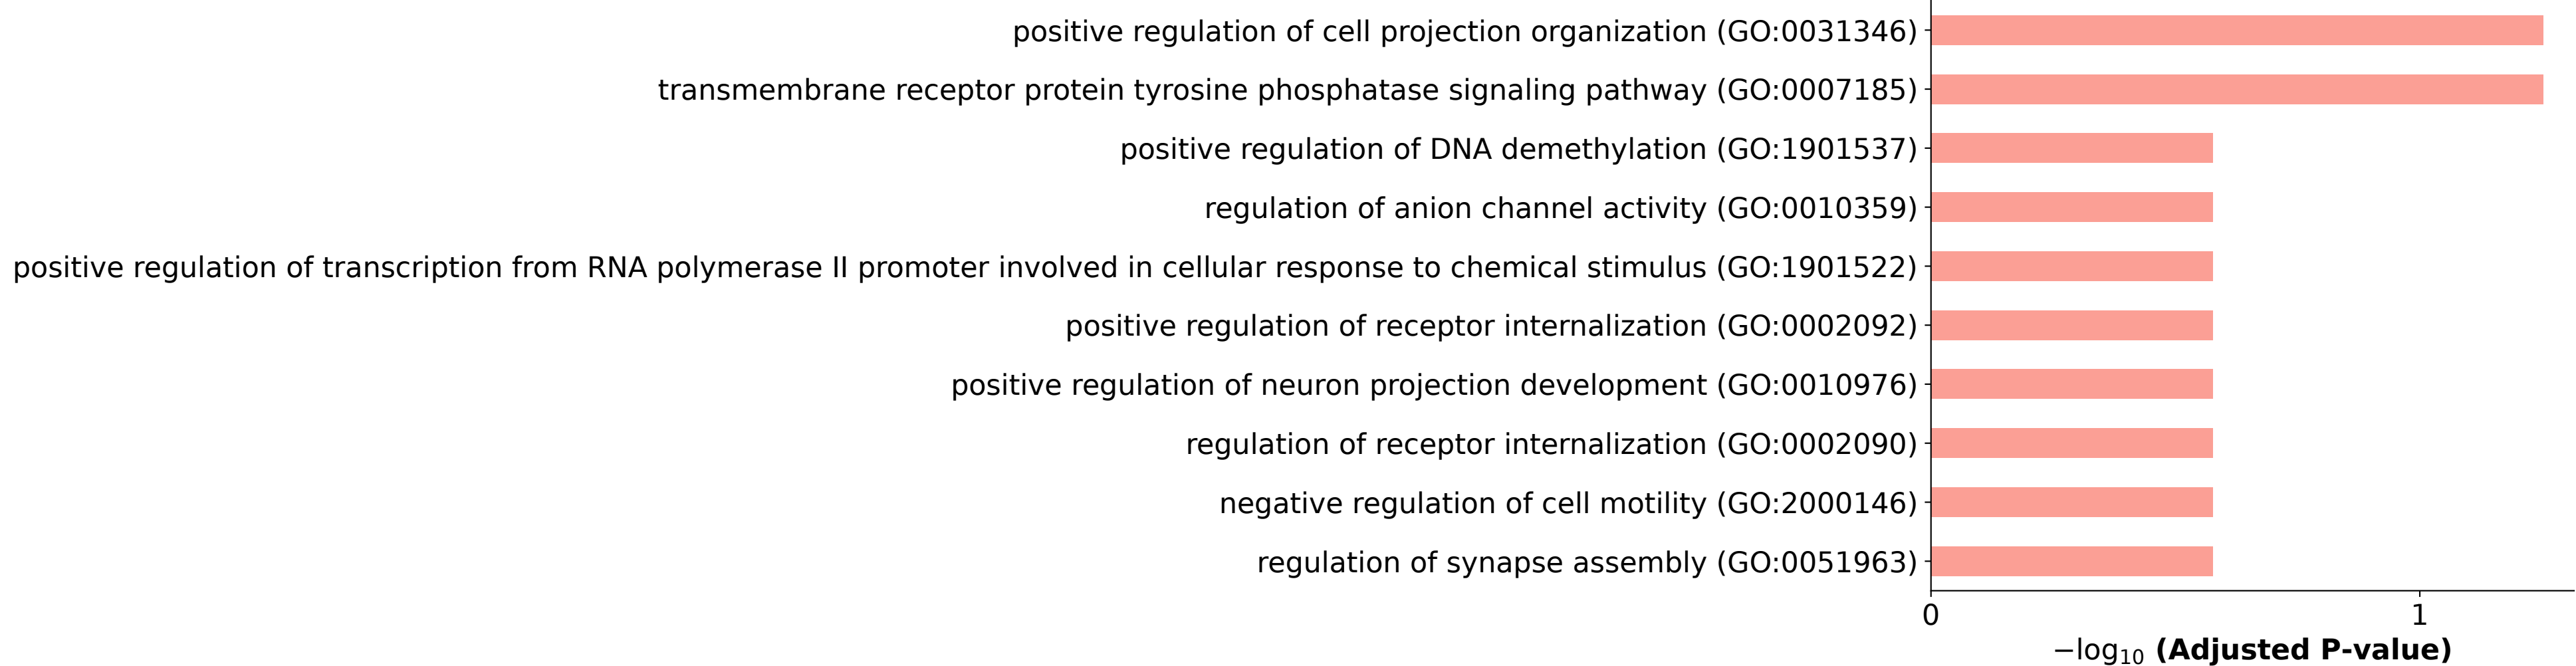 positive regulation of cell projection organization (GO:0031346)
transmembrane receptor protein tyrosine phosphatase signaling pathway (GO:0007185)
positive regulation of DNA demethylation (GO:1901537)
regulation of anion channel activity (GO:0010359)
positive regulation of transcription from RNA polymerase II promoter involved in cellular response to chemical stimulus (GO:1901522)
positive regulation of receptor internalization (GO:0002092)
positive regulation of neuron projection development (GO:0010976)
regulation of receptor internalization (GO:0002090)
negative regulation of cell motility (GO:2000146)
regulation of synapse assembly (GO:0051963)
0 1
−log₁₀ (Adjusted P-value)